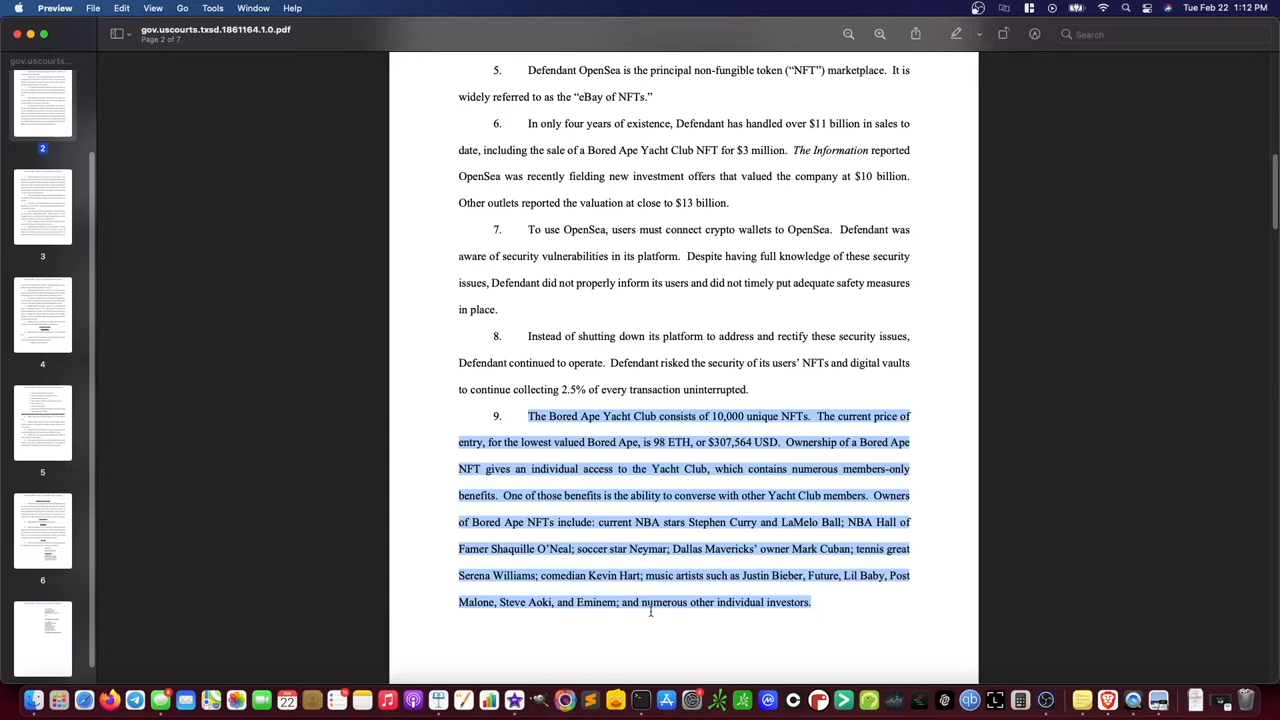 Preview File Edit View Go Tools Window Help Tue Feb 22 1:12 PM
gov.uscourts.txsd.1861164.1.0.pdf
Page 2 of 7
Search
gov.uscourts...
2
3
4
5
6
Defendant OpenSea is the principal non-fungible token (“NFT”) marketplace. It is
referred to as the “eBay of NFTs.”
In only four years of existence, Defendant handled over $11 billion in sales to
date, including the sale of a Bored Ape Yacht Club NFT for $3 million. The Information reported
OpenSea was recently fielding new investment offers that valued the company at $10 billion.
Other outlets reported the valuation at close to $13 billion.
7. To use OpenSea, users must connect crypto wallets to OpenSea. Defendant was
aware of security vulnerabilities in its platform. Despite having full knowledge of these security
issues, Defendant did not properly inform its users and did not timely put adequate safety measures
in place.
8. Instead of shutting down its platform to address and rectify these security issues,
Defendant continued to operate. Defendant risked the security of its users’ NFTs and digital vaults
to continue collecting 2.5% of every transaction uninterrupted.
The Bored Ape Yacht Club consists of 10,000 unique NFTs. The current price
for the lowest valued Bored Ape, is 98 ETH, or $307,564 USD. Ownership of a Bored Ape
NFT gives an individual access to the Yacht Club, which contains numerous members-only
benefits. One of those benefits is the ability to converse with other Yacht Club members. Owners
of Bored Ape NFTs include: current NBA stars Stephen Curry and LaMelo Ball; NBA Hall of
Famer Shaquille O’Neal; soccer star Neymar; Dallas Mavericks’ owner Mark Cuban; tennis great
Serena Williams; comedian Kevin Hart; music artists such as Justin Bieber, Future, Lil Baby, Post
Malone, Steve Aoki, and Eminem; and numerous other individual investors.